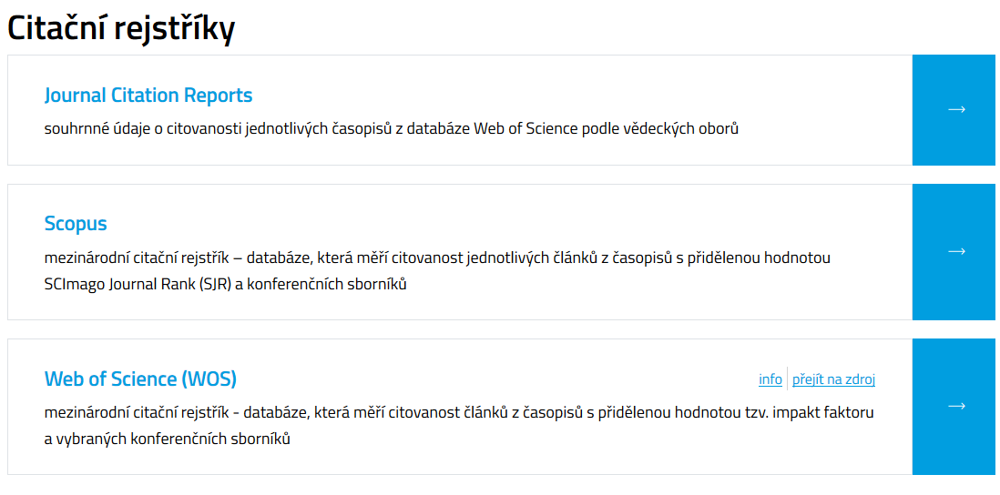 Citační rejstříky
Journal Citation Reports
souhrnné údaje o citovanosti jednotlivých časopisů z databáze Web of Science podle vědeckých oborů
→
Scopus
mezinárodní citační rejstřík – databáze, která měří citovanost jednotlivých článků z časopisů s přidělenou hodnotou
SCImago Journal Rank (SJR) a konferenčních sborníků
→
Web of Science (WOS)
info | přejít na zdroj
mezinárodní citační rejstřík - databáze, která měří citovanost článků z časopisů s přidělenou hodnotou tzv. impakt faktoru
a vybraných konferenčních sborníků
→